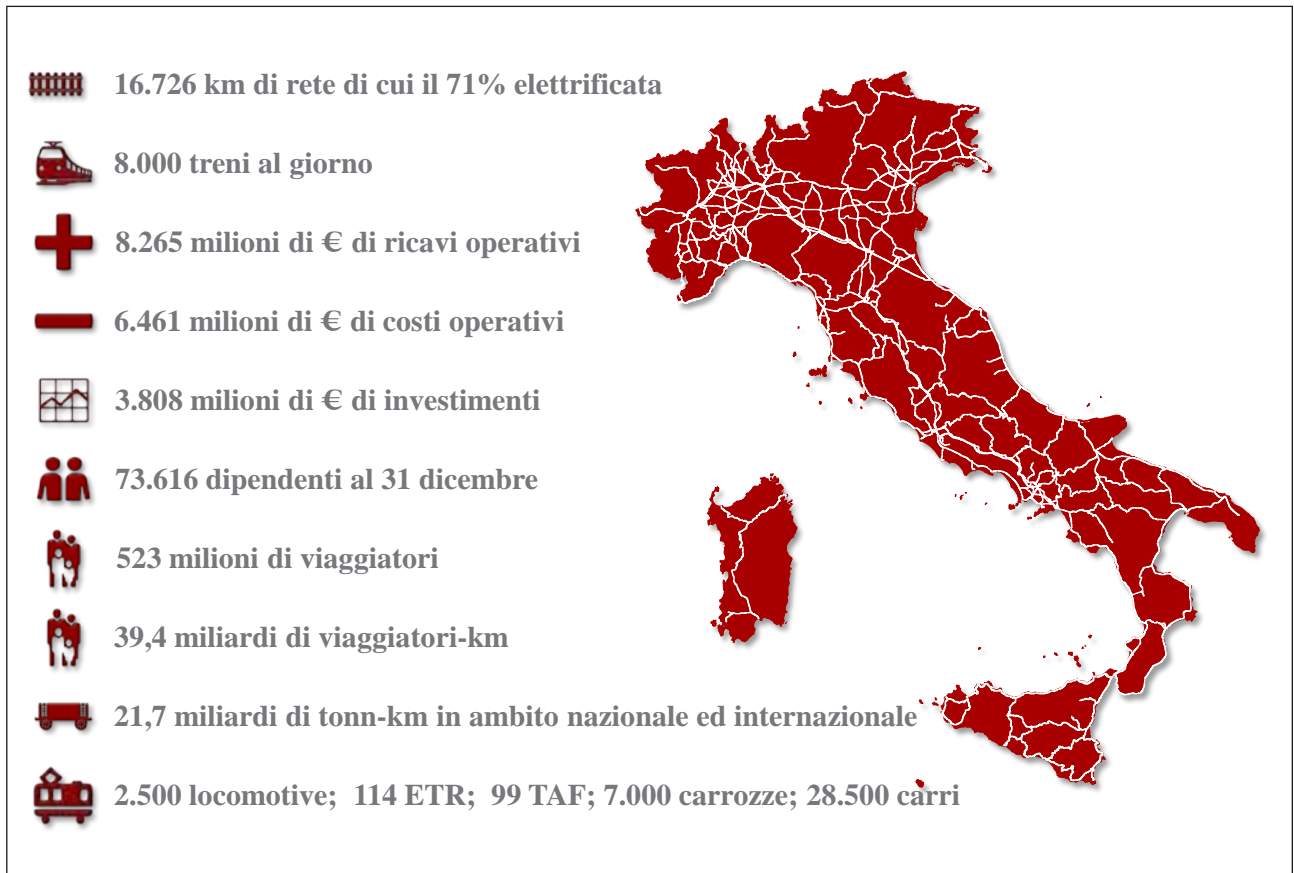 16.726 km di rete di cui il 71% elettrificata
8.000 treni al giorno
8.265 milioni di € di ricavi operativi
6.461 milioni di € di costi operativi
3.808 milioni di € di investimenti
73.616 dipendenti al 31 dicembre
523 milioni di viaggiatori
39,4 miliardi di viaggiatori-km
21,7 miliardi di tonn-km in ambito nazionale ed internazionale
2.500 locomotive; 114 ETR; 99 TAF; 7.000 carrozze; 28.500 carri